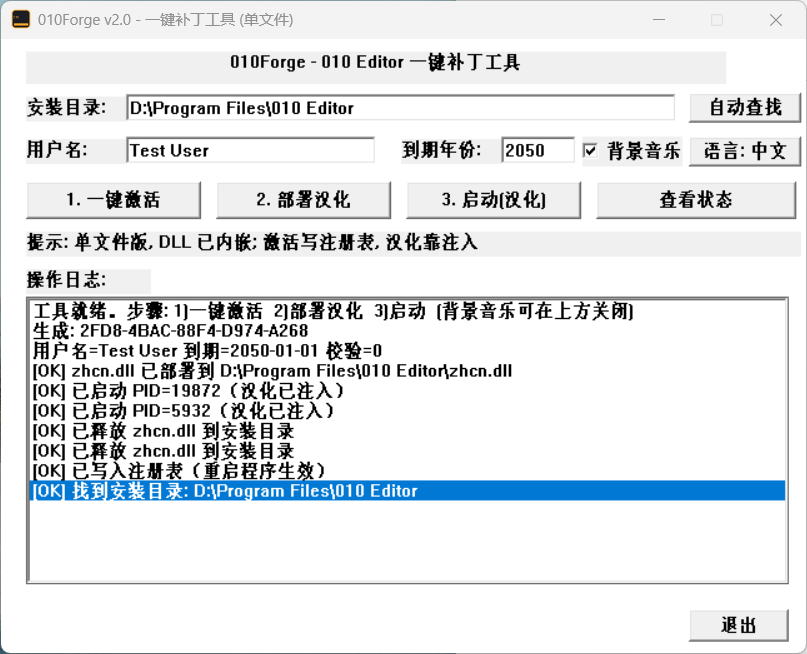 010Forge v2.0 - 一键补丁工具 (单文件)
010Forge - 010 Editor 一键补丁工具
安装目录: D:\Program Files\010 Editor 自动查找
用户名: Test User 到期年份: 2050 背景音乐 语言: 中文
1. 一键激活 2. 部署汉化 3. 启动(汉化) 查看状态
提示: 单文件版, DLL 已内嵌; 激活写注册表, 汉化靠注入
操作日志:
工具就绪。步骤: 1)一键激活 2)部署汉化 3)启动 (背景音乐可在上方关闭)
生成: 2FD8-4BAC-88F4-D974-A268
用户名=Test User 到期=2050-01-01 校验=0
[OK] zhcn.dll 已部署到 D:\Program Files\010 Editor\zhcn.dll
[OK] 已启动 PID=19872（汉化已注入）
[OK] 已启动 PID=5932（汉化已注入）
[OK] 已释放 zhcn.dll 到安装目录
[OK] 已释放 zhcn.dll 到安装目录
[OK] 已写入注册表（重启程序生效）
[OK] 找到安装目录: D:\Program Files\010 Editor
退出